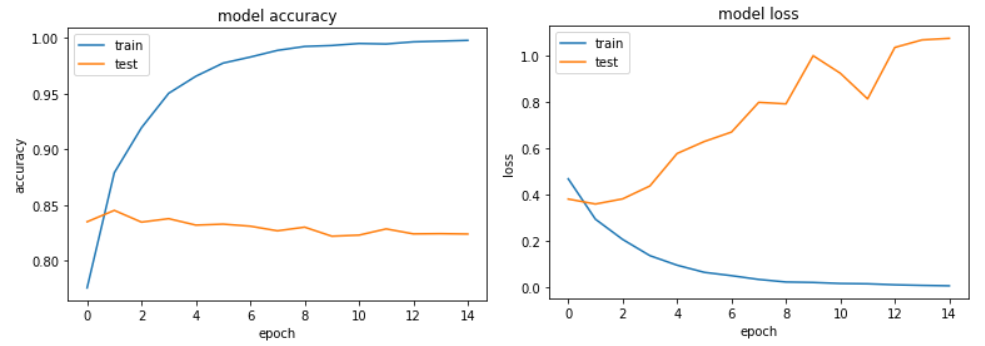 model accuracy
train
test
1.00
0.95
0.90
0.85
0.80
accuracy
0 2 4 6 8 10 12 14
epoch
model loss
train
test
1.0
0.8
0.6
0.4
0.2
0.0
loss
0 2 4 6 8 10 12 14
epoch